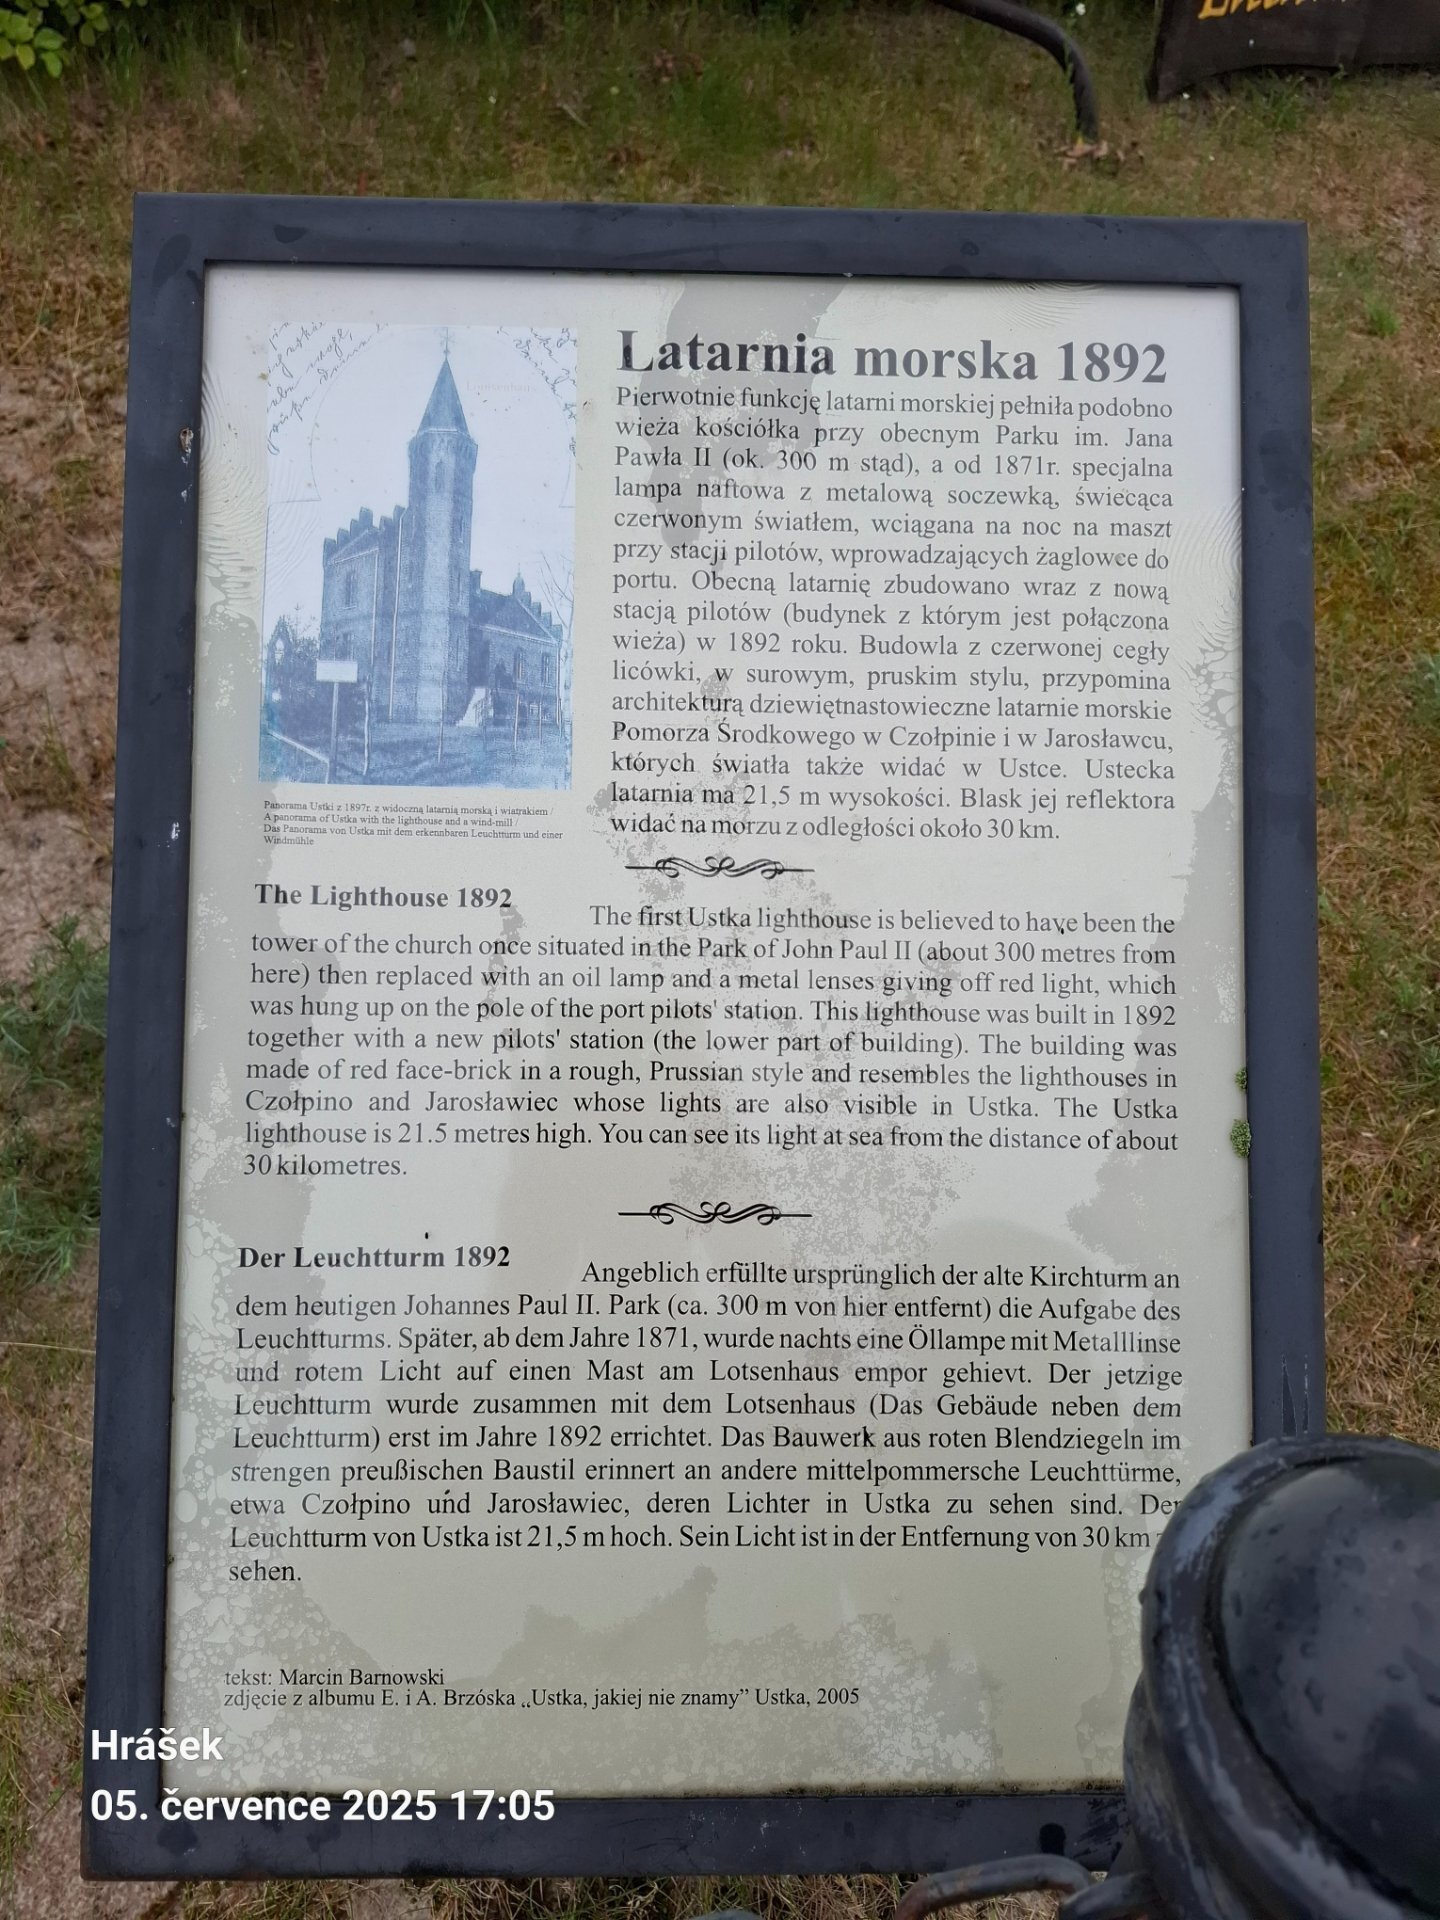 Latarnia morska 1892
Pierwotnie funkcję latarni morskiej pełniła podobno
wieża kościółka przy obecnym Parku im. Jana
Pawła II (ok. 300 m stąd), a od 1871r. specjalna
lampa naftowa z metalową soczewką, świecąca
czerwonym światłem, wciągana na noc na maszt
przy stacji pilotów, wprowadzających żaglowce do
portu. Obecną latarnię zbudowano wraz z nową
stacją pilotów (budynek z którym jest połączona
wieża) w 1892 roku. Budowla z czerwonej cegły
licówki, w surowym, pruskim stylu, przypomina
architekturą dziewiętnastowieczne latarnie morskie
Pomorza Środkowego w Czołpinie i w Jarosławcu,
których światła także widać w Ustce. Ustecka
latarnia ma 21,5 m wysokości. Blask jej reflektora
widać na morzu z odległości około 30 km.
Panorama Ustki z 1897r. z widoczną latarnią morską i wiatrakiem /
A panorama of Ustka with the lighthouse and a wind-mill /
Das Panorama von Ustka mit dem erkennbaren Leuchtturm und einer
Windmühle
The Lighthouse 1892
The first Ustka lighthouse is believed to have been the
tower of the church once situated in the Park of John Paul II (about 300 metres from
here) then replaced with an oil lamp and a metal lenses giving off red light, which
was hung up on the pole of the port pilots' station. This lighthouse was built in 1892
together with a new pilots' station (the lower part of building). The building was
made of red face-brick in a rough, Prussian style and resembles the lighthouses in
Czołpino and Jarosławiec whose lights are also visible in Ustka. The Ustka
lighthouse is 21.5 metres high. You can see its light at sea from the distance of about
30 kilometres.
Der Leuchtturm 1892
Angeblich erfüllte ursprünglich der alte Kirchturm an
dem heutigen Johannes Paul II. Park (ca. 300 m von hier entfernt) die Aufgabe des
Leuchtturms. Später, ab dem Jahre 1871, wurde nachts eine Öllampe mit Metalllinse
und rotem Licht auf einen Mast am Lotsenhaus empor gehievt. Der jetzige
Leuchtturm wurde zusammen mit dem Lotsenhaus (Das Gebäude neben dem
Leuchtturm) erst im Jahre 1892 errichtet. Das Bauwerk aus roten Blendziegeln im
strengen preußischen Baustil erinnert an andere mittelpommersche Leuchttürme,
etwa Czołpino und Jarosławiec, deren Lichter in Ustka zu sehen sind. Der
Leuchtturm von Ustka ist 21,5 m hoch. Sein Licht ist in der Entfernung von 30 km
sehen.
tekst: Marcin Barnowski
zdjęcie z albumu E. i A. Brzóska „Ustka, jakiej nie znamy” Ustka, 2005
Hrášek
05. července 2025 17:05